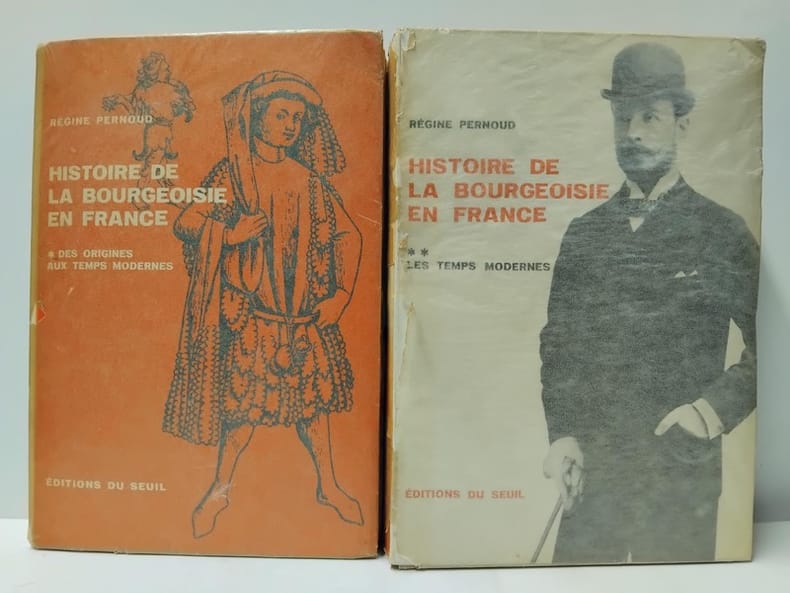 RÉGINE PERNOUD
HISTOIRE DE
LA BOURGEOISIE
EN FRANCE
* DES ORIGINES
AUX TEMPS MODERNES
ÉDITIONS DU SEUIL
RÉGINE PERNOUD
HISTOIRE DE
LA BOURGEOISIE
EN FRANCE
**
LES TEMPS MODERNES
ÉDITIONS DU SEUIL